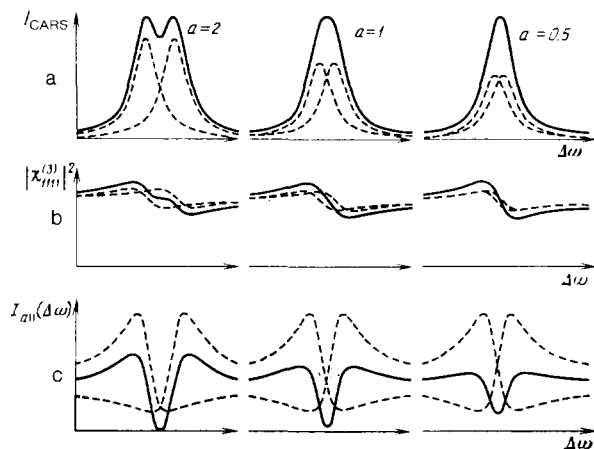 I_CARS a=2 a=1 a=0.5
a
Δω
|χ^(3)_1111|^2
b
Δω
I_a||(Δω)
c
Δω